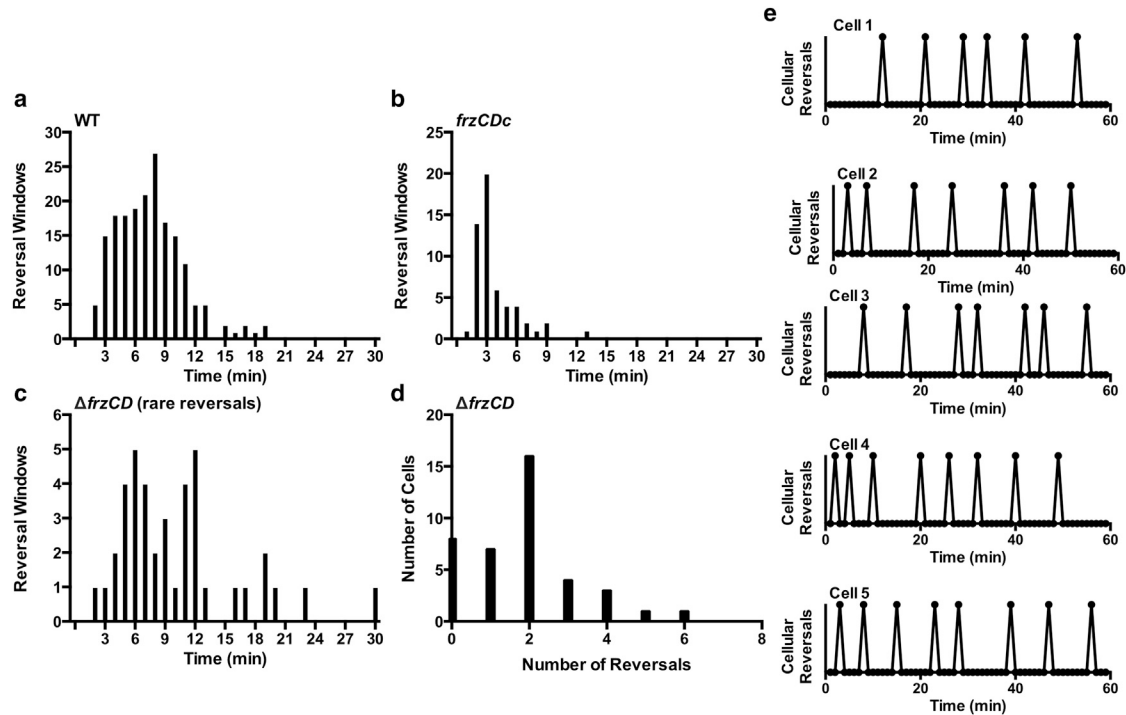 a
WT
Reversal Windows
30
25
20
15
10
5
0
3 6 9 12 15 18 21 24 27 30
Time (min)
b
frzCDc
Reversal Windows
25
20
15
10
5
0
3 6 9 12 15 18 21 24 27 30
Time (min)
c
ΔfrzCD (rare reversals)
Reversal Windows
6
5
4
3
2
1
0
3 6 9 12 15 18 21 24 27 30
Time (min)
d
ΔfrzCD
Number of Cells
20
15
10
5
0
0 2 4 6 8
Number of Reversals
e
Cell 1
Cellular
Reversals
0 20 40 60
Time (min)
Cell 2
Cellular
Reversals
0 20 40 60
Time (min)
Cell 3
Cellular
Reversals
0 20 40 60
Time (min)
Cell 4
Cellular
Reversals
0 20 40 60
Time (min)
Cell 5
Cellular
Reversals
0 20 40 60
Time (min)